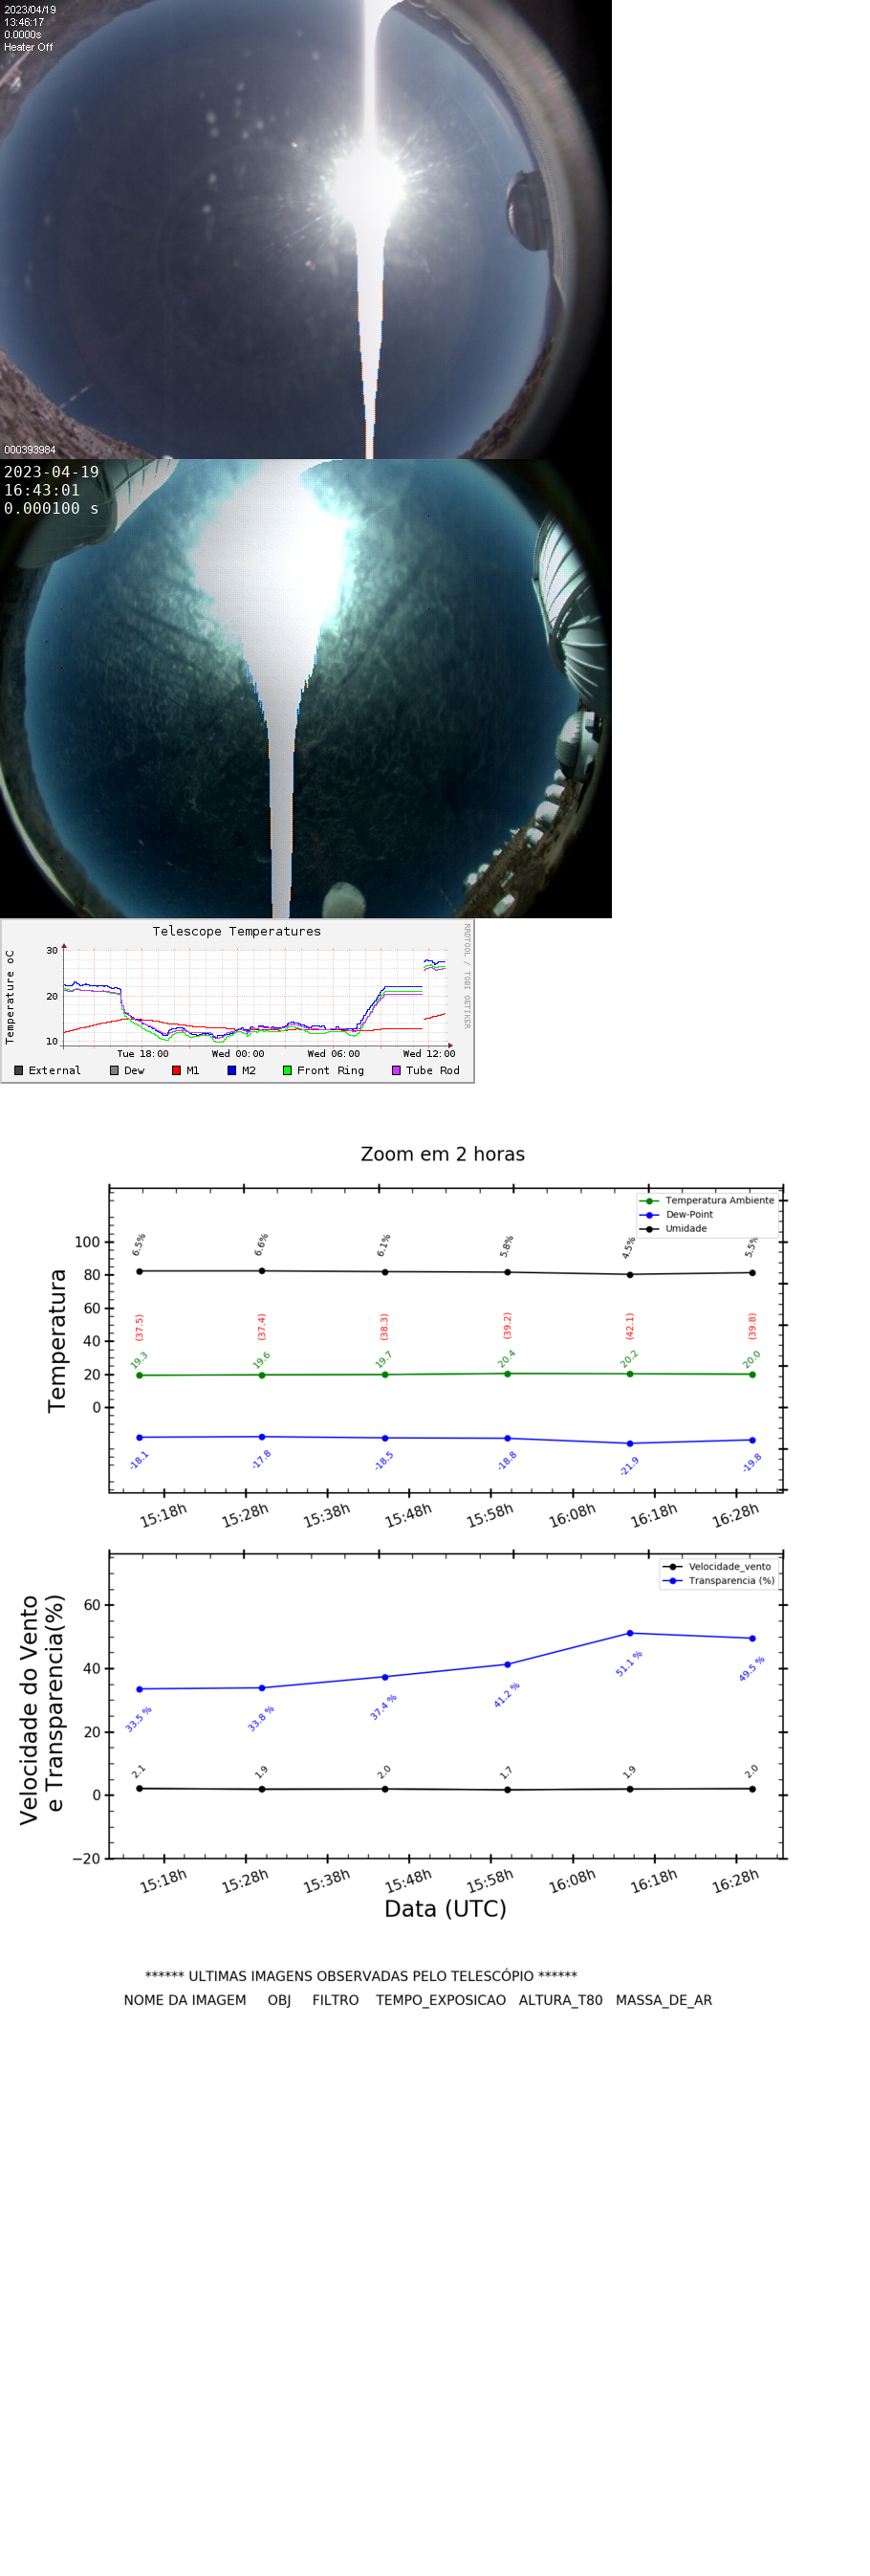 2023/04/19
13:46:17
0.0000s
Heater Off
000393984
2023-04-19
16:43:01
0.000100 s
Telescope Temperatures
RRDTOOL / TOBI OETIKER
Temperature oC
30
20
10
Tue 18:00 Wed 00:00 Wed 06:00 Wed 12:00
External Dew M1 M2 Front Ring Tube Rod
Zoom em 2 horas
Temperatura Ambiente
Dew-Point
Umidade
Temperatura
100
80
60
40
20
0
6.5% 6.6% 6.1% 5.8% 4.5% 5.5%
(37.5) (37.4) (38.3) (39.2) (42.1) (39.8)
19.3 19.6 19.7 20.4 20.2 20.0
-18.1 -17.8 -18.5 -18.8 -21.9 -19.8
15:18h 15:28h 15:38h 15:48h 15:58h 16:08h 16:18h 16:28h
Velocidade_vento
Transparencia (%)
Velocidade do Vento
e Transparencia(%)
60
40
20
0
−20
33.5 % 33.8 % 37.4 % 41.2 % 51.1 % 49.5 %
2.1 1.9 2.0 1.7 1.9 2.0
15:18h 15:28h 15:38h 15:48h 15:58h 16:08h 16:18h 16:28h
Data (UTC)
****** ULTIMAS IMAGENS OBSERVADAS PELO TELESCÓPIO ******
NOME DA IMAGEM OBJ FILTRO TEMPO_EXPOSICAO ALTURA_T80 MASSA_DE_AR